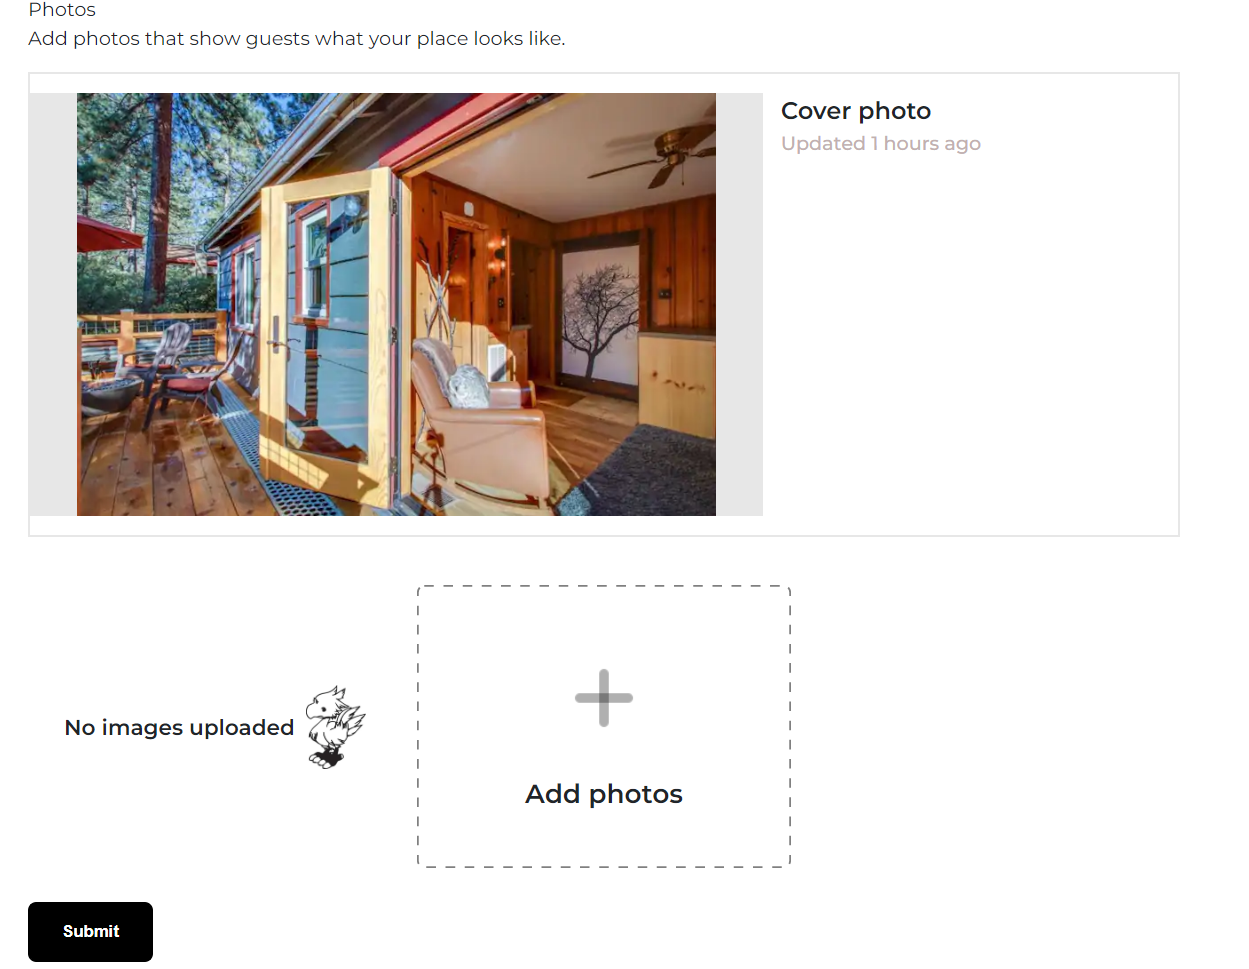 Photos
Add photos that show guests what your place looks like.
Cover photo
Updated 1 hours ago
No images uploaded
Add photos
Submit